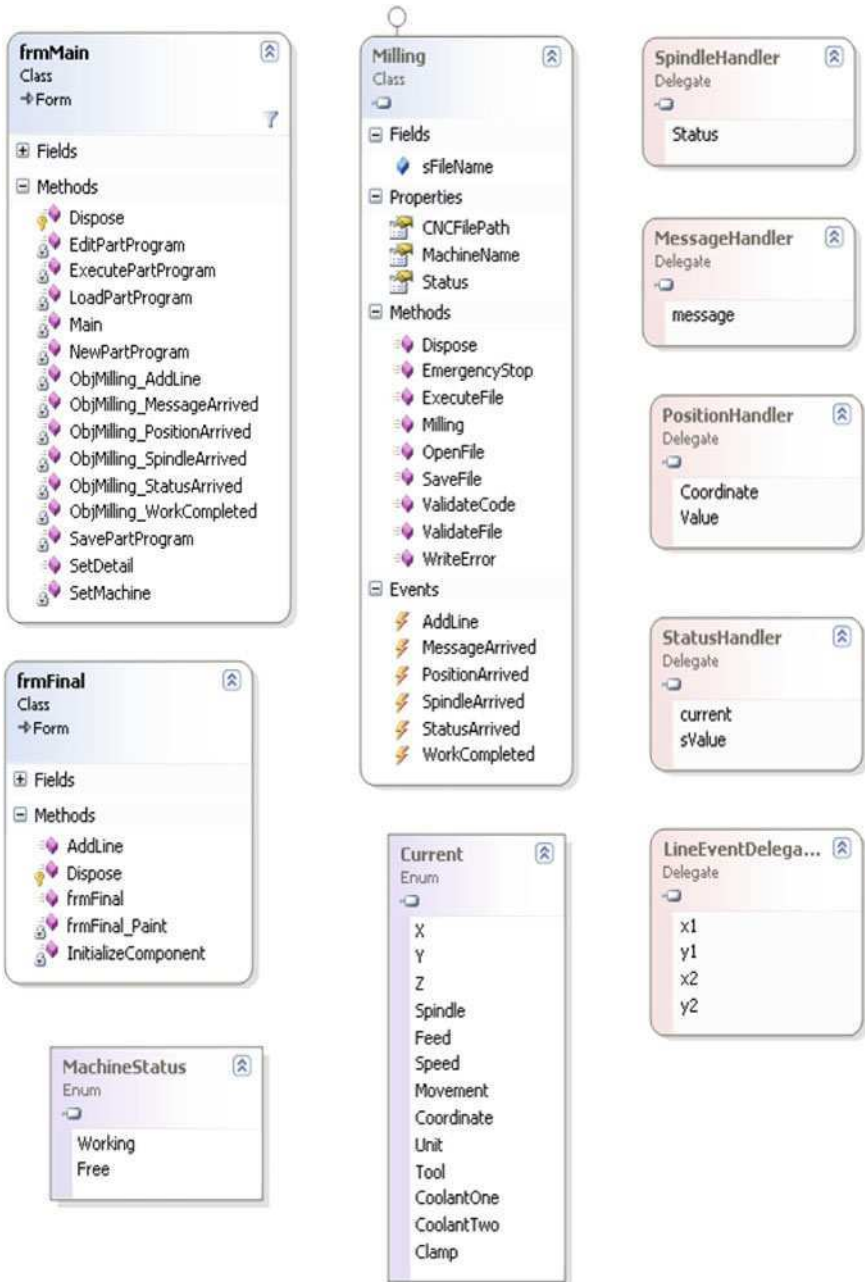 frmMain
Class
Form
Fields
Methods
Dispose
EditPartProgram
ExecutePartProgram
LoadPartProgram
Main
NewPartProgram
ObjMilling_AddLine
ObjMilling_MessageArrived
ObjMilling_PositionArrived
ObjMilling_SpindleArrived
ObjMilling_StatusArrived
ObjMilling_WorkCompleted
SavePartProgram
SetDetail
SetMachine
frmFinal
Class
Form
Fields
Methods
AddLine
Dispose
frmFinal
frmFinal_Paint
InitializeComponent
MachineStatus
Enum
Working
Free
Milling
Class
Fields
sFileName
Properties
CNCFilePath
MachineName
Status
Methods
Dispose
EmergencyStop
ExecuteFile
Milling
OpenFile
SaveFile
ValidateCode
ValidateFile
WriteError
Events
AddLine
MessageArrived
PositionArrived
SpindleArrived
StatusArrived
WorkCompleted
Current
Enum
X
Y
Z
Spindle
Feed
Speed
Movement
Coordinate
Unit
Tool
CoolantOne
CoolantTwo
Clamp
SpindleHandler
Delegate
Status
MessageHandler
Delegate
message
PositionHandler
Delegate
Coordinate
Value
StatusHandler
Delegate
current
sValue
LineEventDelega...
Delegate
x1
y1
x2
y2